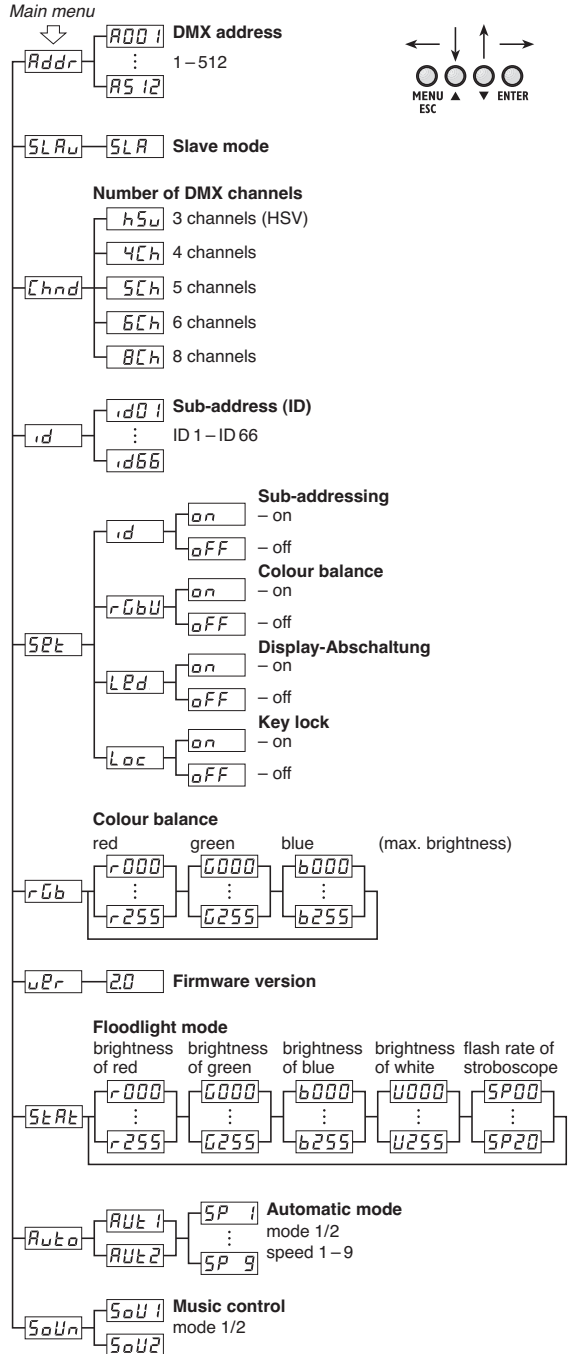 Main menu
Addr
A001
DMX address
⋮
1 – 512
A512
MENU
ESC
▲
▼
ENTER
SLAv
SLA
Slave mode
Number of DMX channels
Chnd
hSv
3 channels (HSV)
4Ch
4 channels
5Ch
5 channels
6Ch
6 channels
8Ch
8 channels
id
id01
Sub-address (ID)
⋮
ID 1 – ID 66
id66
Set
id
Sub-addressing
on
– on
oFF
– off
rGbU
Colour balance
on
– on
oFF
– off
Led
Display-Abschaltung
on
– on
oFF
– off
Loc
Key lock
on
– on
oFF
– off
Colour balance
red
green
blue
(max. brightness)
rGb
r000
G000
b000
⋮ ⋮ ⋮
r255
G255
b255
vEr
2.0
Firmware version
Floodlight mode
brightness of red
brightness of green
brightness of blue
brightness of white
flash rate of stroboscope
StAt
r000
G000
b000
U000
SP00
⋮ ⋮ ⋮ ⋮ ⋮
r255
G255
b255
U255
SP20
Auto
AUt1
AUt2
SP 1
⋮
SP 9
Automatic mode
mode 1/2
speed 1 – 9
SoUn
SoU1
SoU2
Music control
mode 1/2